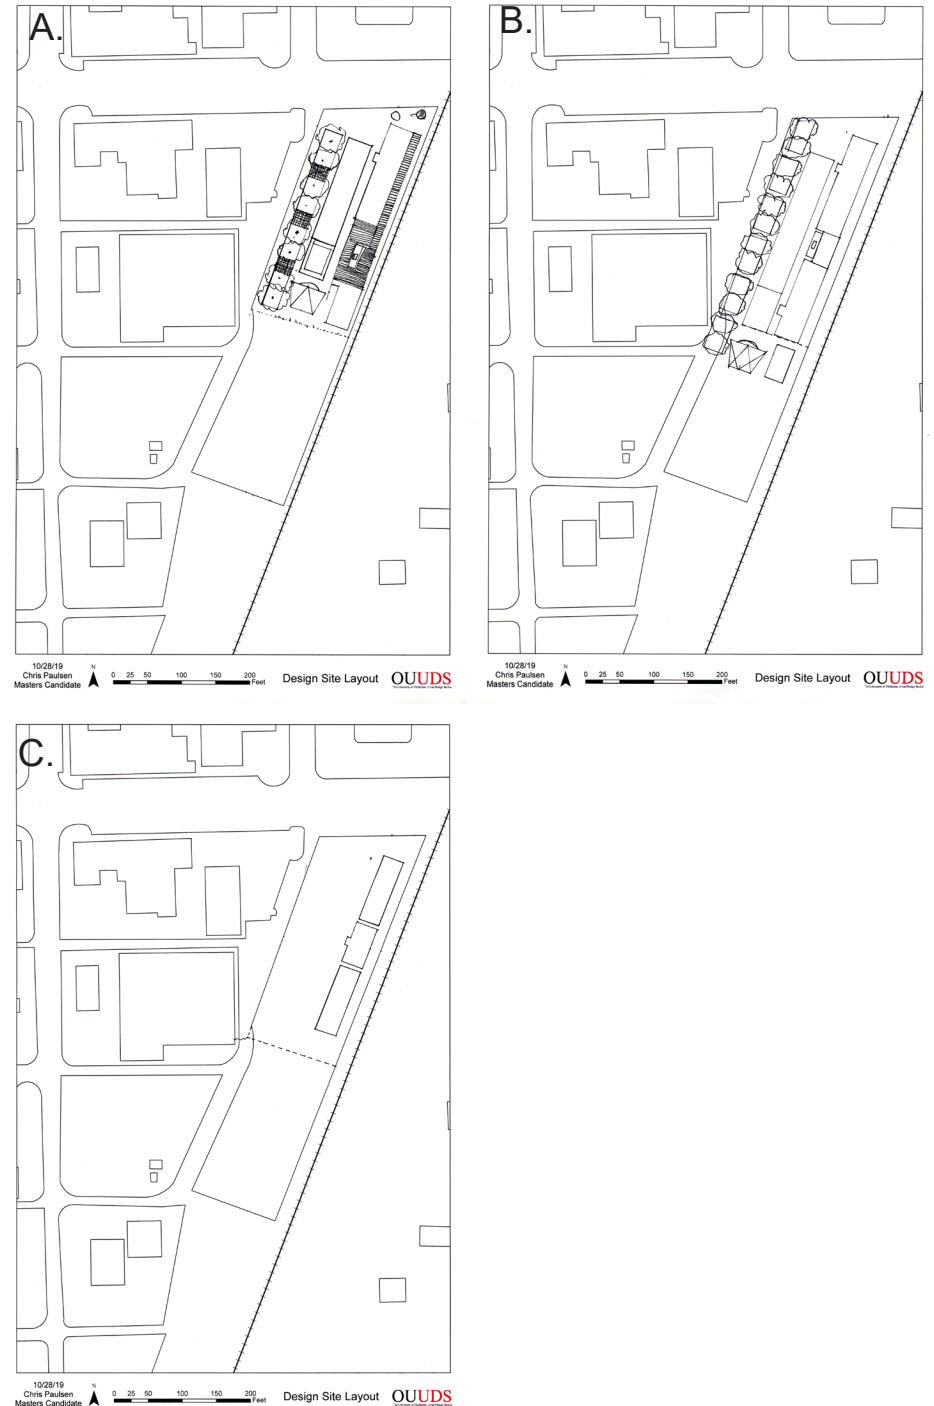 A.
B.
10/28/19
Chris Paulsen
Masters Candidate
N
0 25 50 100 150 200
Feet
Design Site Layout
OUUDS
10/28/19
Chris Paulsen
Masters Candidate
N
0 25 50 100 150 200
Feet
Design Site Layout
OUUDS
C.
10/28/19
Chris Paulsen
Masters Candidate
N
0 25 50 100 150 200
Feet
Design Site Layout
OUUDS